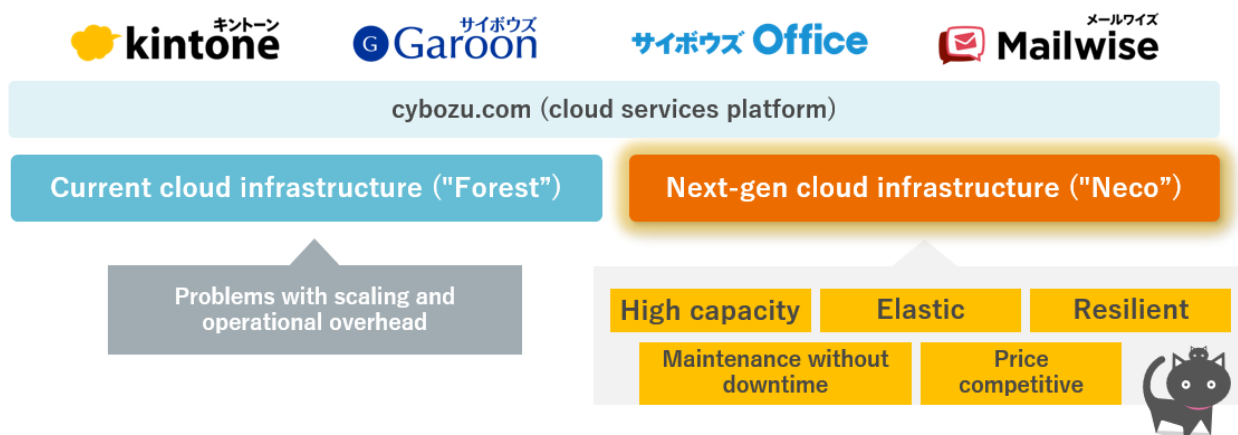 キントーン
kintone
サイボウズ
G Garoon
サイボウズ Office
メールワイズ
Mailwise
cybozu.com (cloud services platform)
Current cloud infrastructure ("Forest”)
Next-gen cloud infrastructure ("Neco”)
Problems with scaling and
operational overhead
High capacity
Elastic
Resilient
Maintenance without
downtime
Price
competitive